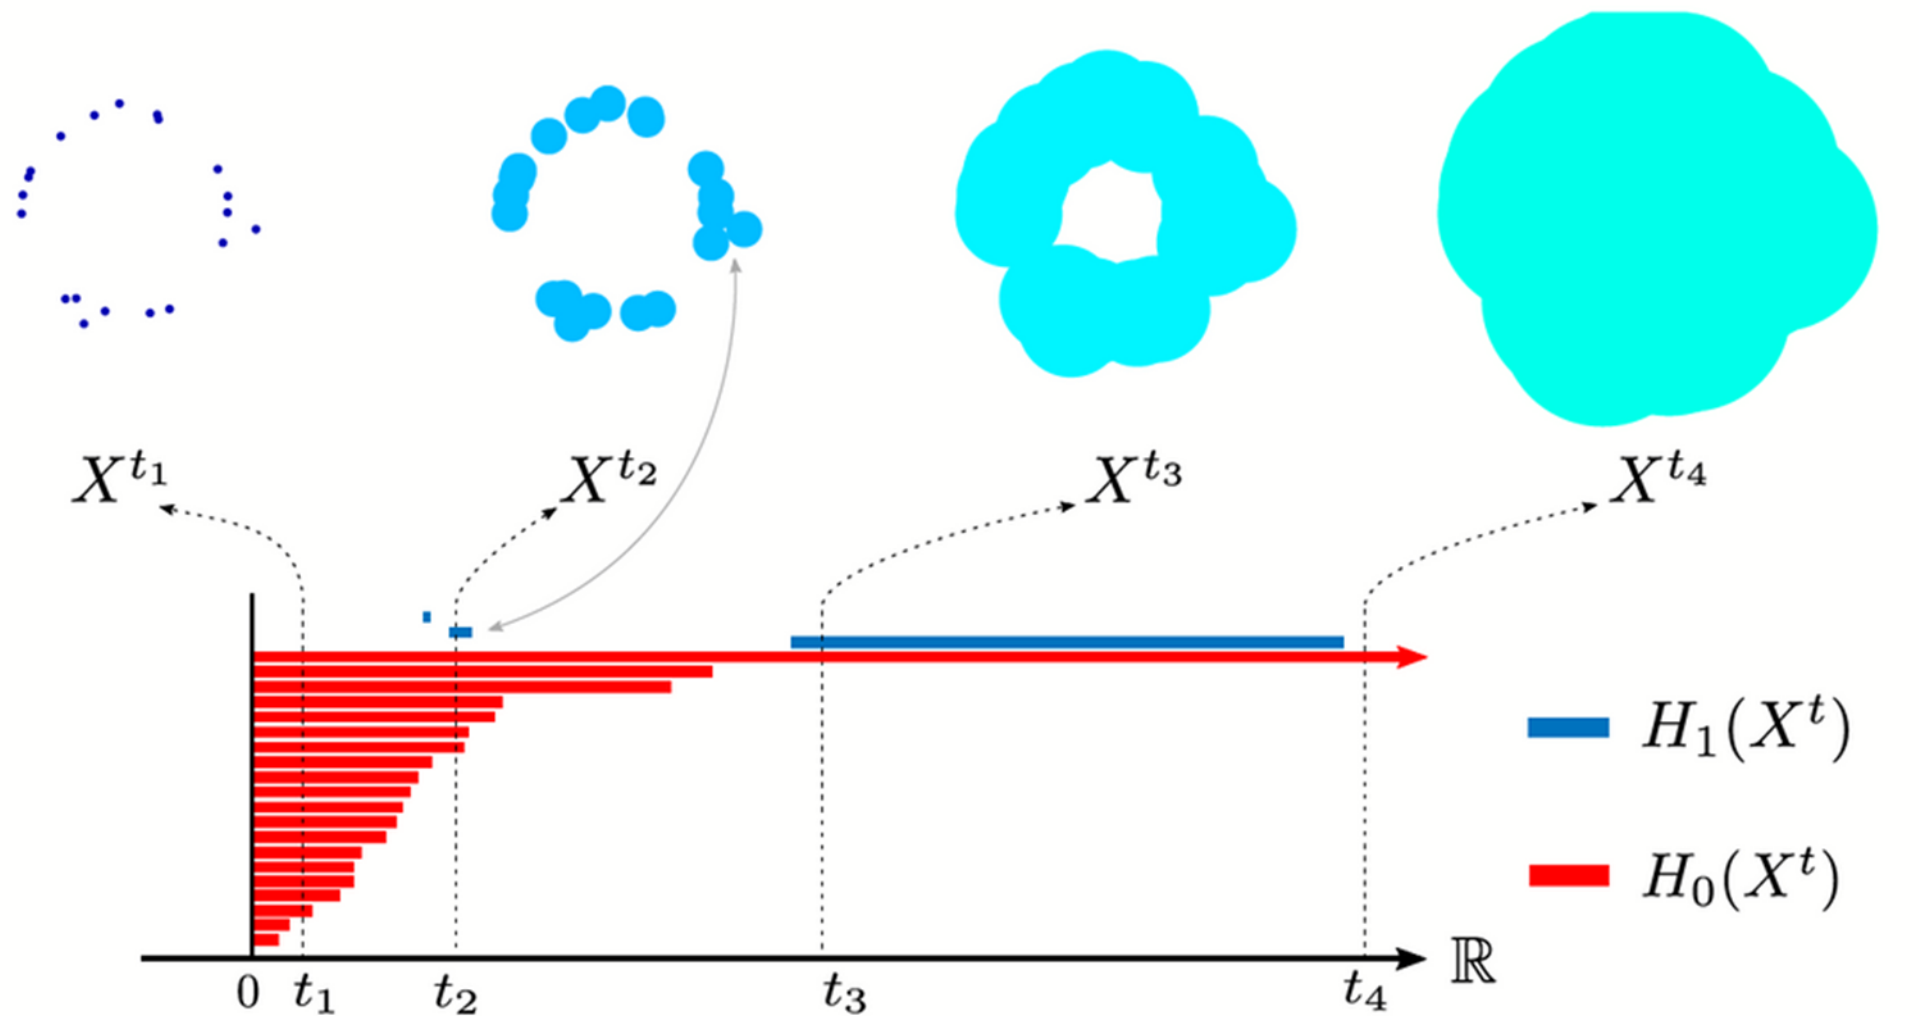 X^{t_1} X^{t_2} X^{t_3} X^{t_4}
H_1(X^t)
H_0(X^t)
ℝ
0 t_1 t_2 t_3 t_4